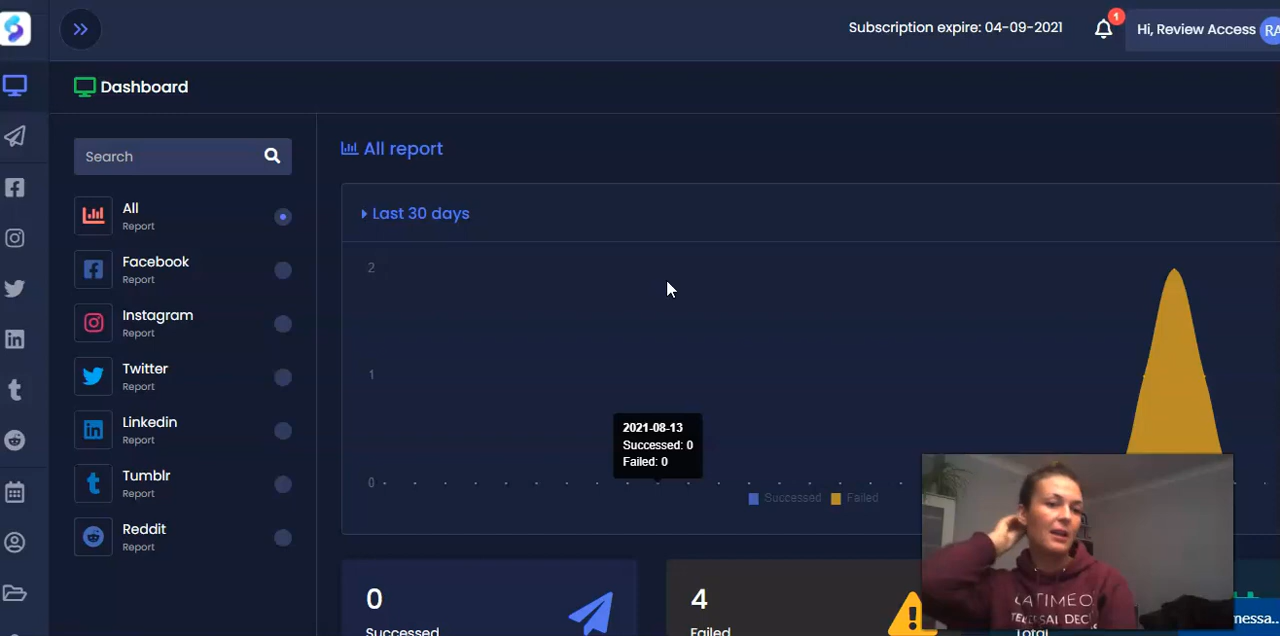 Subscription expire: 04-09-2021
1
Hi, Review Access
RA
Dashboard
Search
All
Report
Facebook
Report
Instagram
Report
Twitter
Report
Linkedin
Report
Tumblr
Report
Reddit
Report
All report
Last 30 days
2
1
0
2021-08-13
Successed: 0
Failed: 0
Successed
Failed
0
Successed
4
Failed
Total
messa..